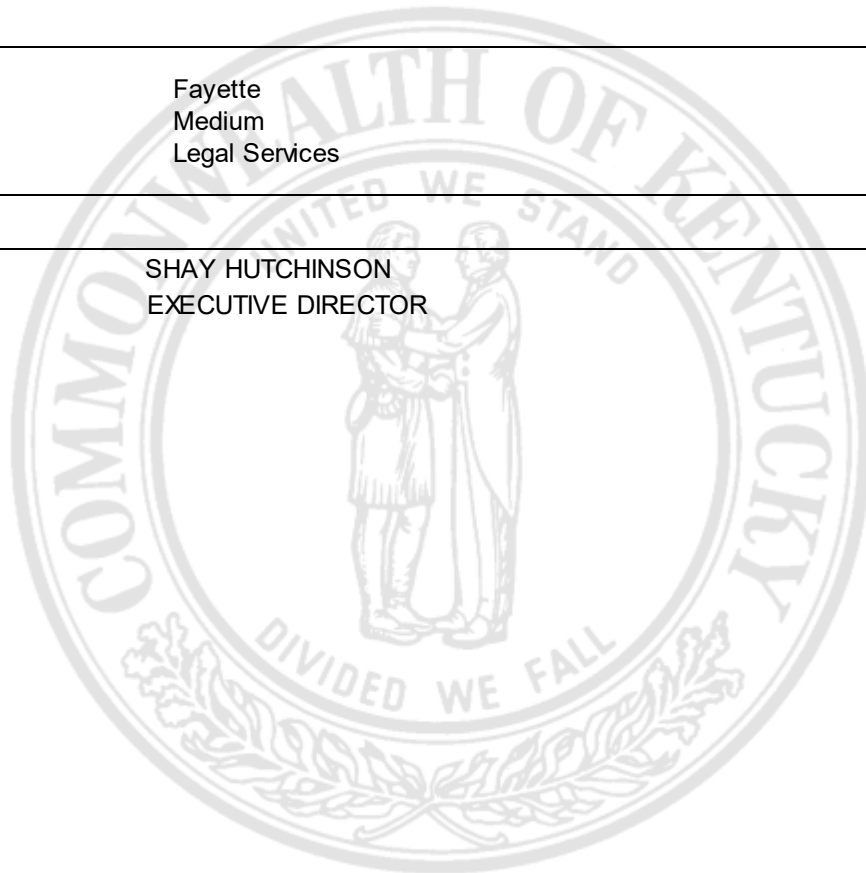 Fayette
Medium
Legal Services
SHAY HUTCHINSON
EXECUTIVE DIRECTOR
COMMONWEALTH OF KENTUCKY
UNITED WE STAND
DIVIDED WE FALL